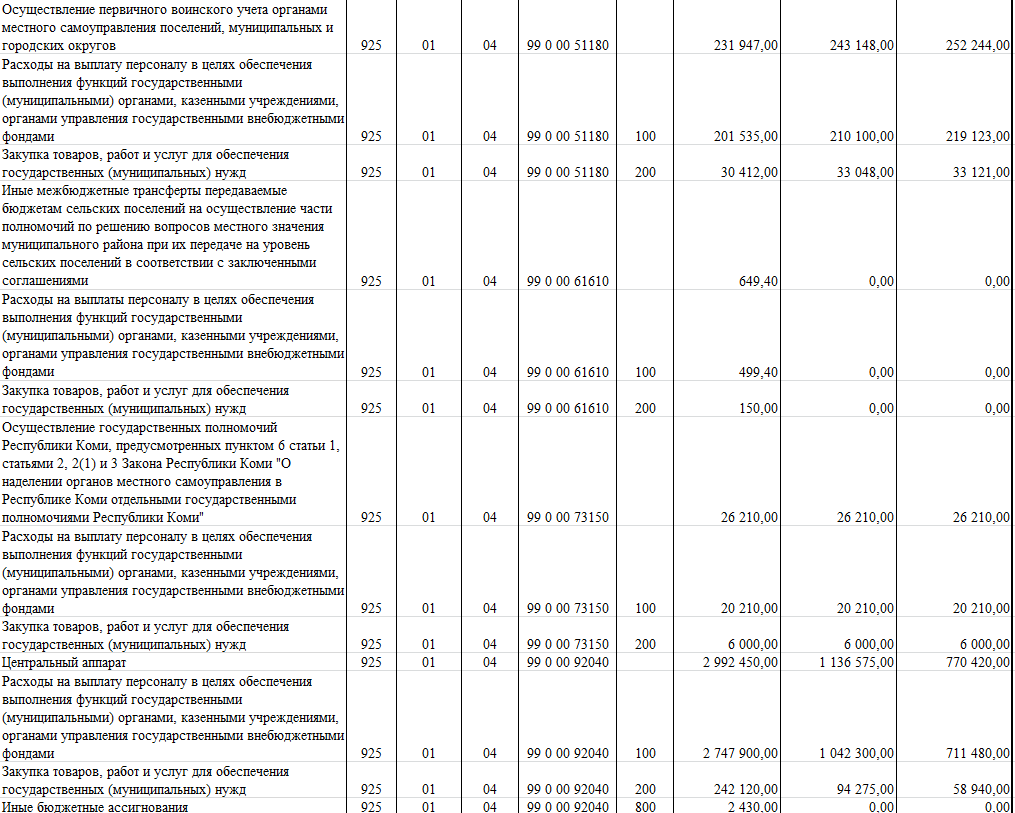 Осуществление первичного воинского учета органами
местного самоуправления поселений, муниципальных и
городских округов 925 01 04 99 0 00 51180 231 947,00 243 148,00 252 244,00
Расходы на выплату персоналу в целях обеспечения
выполнения функций государственными
(муниципальными) органами, казенными учреждениями,
органами управления государственными внебюджетными
фондами 925 01 04 99 0 00 51180 100 201 535,00 210 100,00 219 123,00
Закупка товаров, работ и услуг для обеспечения
государственных (муниципальных) нужд 925 01 04 99 0 00 51180 200 30 412,00 33 048,00 33 121,00
Иные межбюджетные трансферты передаваемые
бюджетам сельских поселений на осуществление части
полномочий по решению вопросов местного значения
муниципального района при их передаче на уровень
сельских поселений в соответствии с заключенными
соглашениями 925 01 04 99 0 00 61610 649,40 0,00 0,00
Расходы на выплаты персоналу в целях обеспечения
выполнения функций государственными
(муниципальными) органами, казенными учреждениями,
органами управления государственными внебюджетными
фондами 925 01 04 99 0 00 61610 100 499,40 0,00 0,00
Закупка товаров, работ и услуг для обеспечения
государственных (муниципальных) нужд 925 01 04 99 0 00 61610 200 150,00 0,00 0,00
Осуществление государственных полномочий
Республики Коми, предусмотренных пунктом 6 статьи 1,
статьями 2, 2(1) и 3 Закона Республики Коми "О
наделении органов местного самоуправления в
Республике Коми отдельными государственными
полномочиями Республики Коми" 925 01 04 99 0 00 73150 26 210,00 26 210,00 26 210,00
Расходы на выплату персоналу в целях обеспечения
выполнения функций государственными
(муниципальными) органами, казенными учреждениями,
органами управления государственными внебюджетными
фондами 925 01 04 99 0 00 73150 100 20 210,00 20 210,00 20 210,00
Закупка товаров, работ и услуг для обеспечения
государственных (муниципальных) нужд 925 01 04 99 0 00 73150 200 6 000,00 6 000,00 6 000,00
Центральный аппарат 925 01 04 99 0 00 92040 2 992 450,00 1 136 575,00 770 420,00
Расходы на выплату персоналу в целях обеспечения
выполнения функций государственными
(муниципальными) органами, казенными учреждениями,
органами управления государственными внебюджетными
фондами 925 01 04 99 0 00 92040 100 2 747 900,00 1 042 300,00 711 480,00
Закупка товаров, работ и услуг для обеспечения
государственных (муниципальных) нужд 925 01 04 99 0 00 92040 200 242 120,00 94 275,00 58 940,00
Иные бюджетные ассигнования 925 01 04 99 0 00 92040 800 2 430,00 0,00 0,00